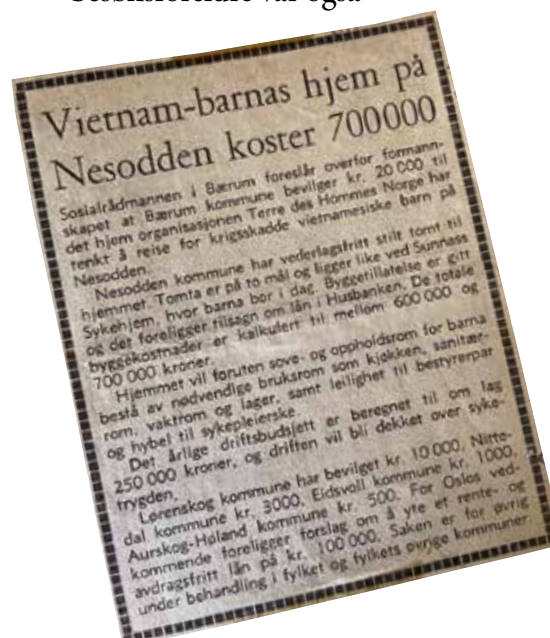 Besøksforeldre var også
Vietnam-barnas hjem på
Nesodden koster 700000
Sosialrådmannen i Bærum foreslår overfor formann-
skapet at Bærum kommune bevilger kr. 20 000 til
det hjem organisasjonen Terre des Hommes Norge har
tenkt å reise for krigsskadde vietnamesiske barn på
Nesodden.
Nesodden kommune har vederlagsfritt stilt tomt til
hjemmet. Tomta er på to mål og ligger like ved Sunnaas
Sykehjem, hvor barna bor i dag. Byggetillatelse er gitt
og det foreligger tilsagn om lån i Husbanken. De totale
byggekostnader er kalkulert til mellom 600 000 og
700 000 kroner.
Hjemmet vil foruten sove- og oppholdsrom for barna
bestå av nødvendige bruksrom som kjøkken, sanitær-
rom, vaktrom og lager, samt leilighet til bestyrerpar
og hybel til sykepleierske.
Det årlige driftsbudsjett er beregnet til om lag
250 000 kroner, og driften vil bli dekket over syke-
trygden.
Lørenskog kommune har bevilget kr. 10 000, Nitte-
dal kommune kr. 3000, Eidsvoll kommune kr. 1000,
Aurskog-Høland kommune kr. 500. For Oslos ved-
kommende foreligger forslag om å yte et rente- og
avdragsfritt lån på kr. 100 000. Saken er for øvrig
under behandling i fylket og fylkets øvrige kommuner.